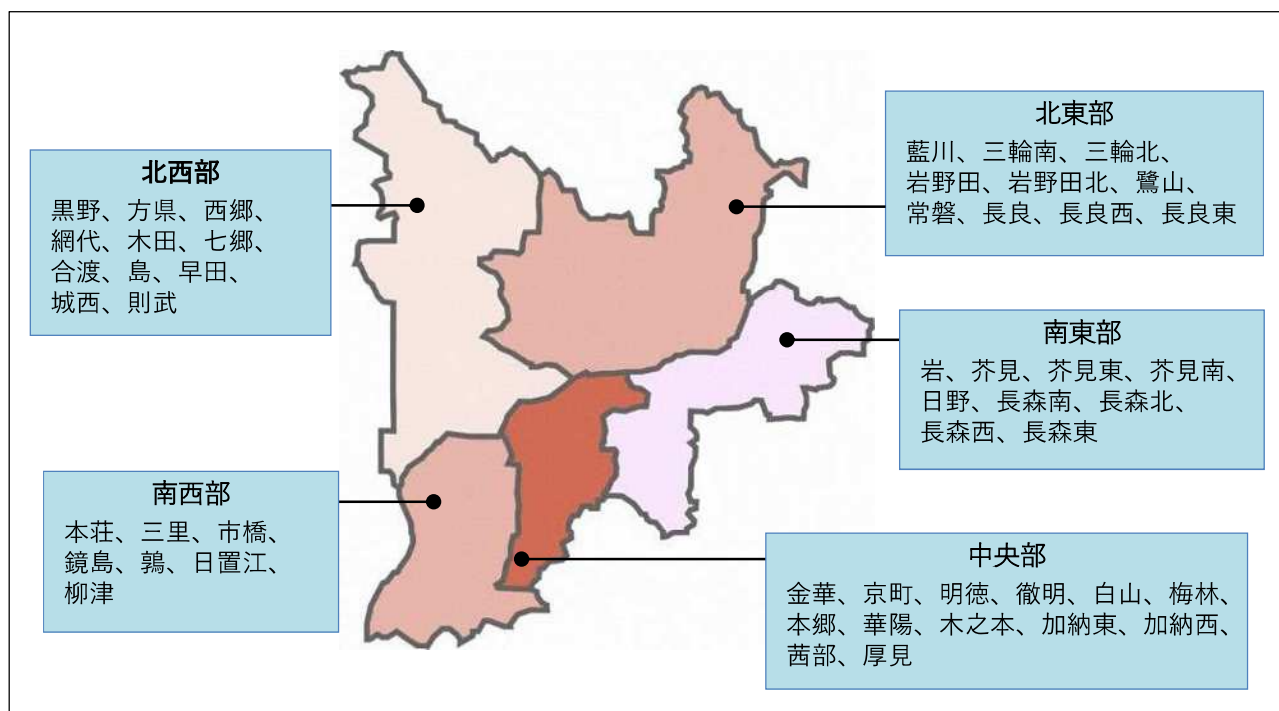 北西部
黒野、方県、西郷、
網代、木田、七郷、
合渡、島、早田、
城西、則武
北東部
藍川、三輪南、三輪北、
岩野田、岩野田北、鷺山、
常磐、長良、長良西、長良東
南東部
岩、芥見、芥見東、芥見南、
日野、長森南、長森北、
長森西、長森東
南西部
本荘、三里、市橋、
鏡島、鶉、日置江、
柳津
中央部
金華、京町、明徳、徹明、白山、梅林、
本郷、華陽、木之本、加納東、加納西、
茜部、厚見